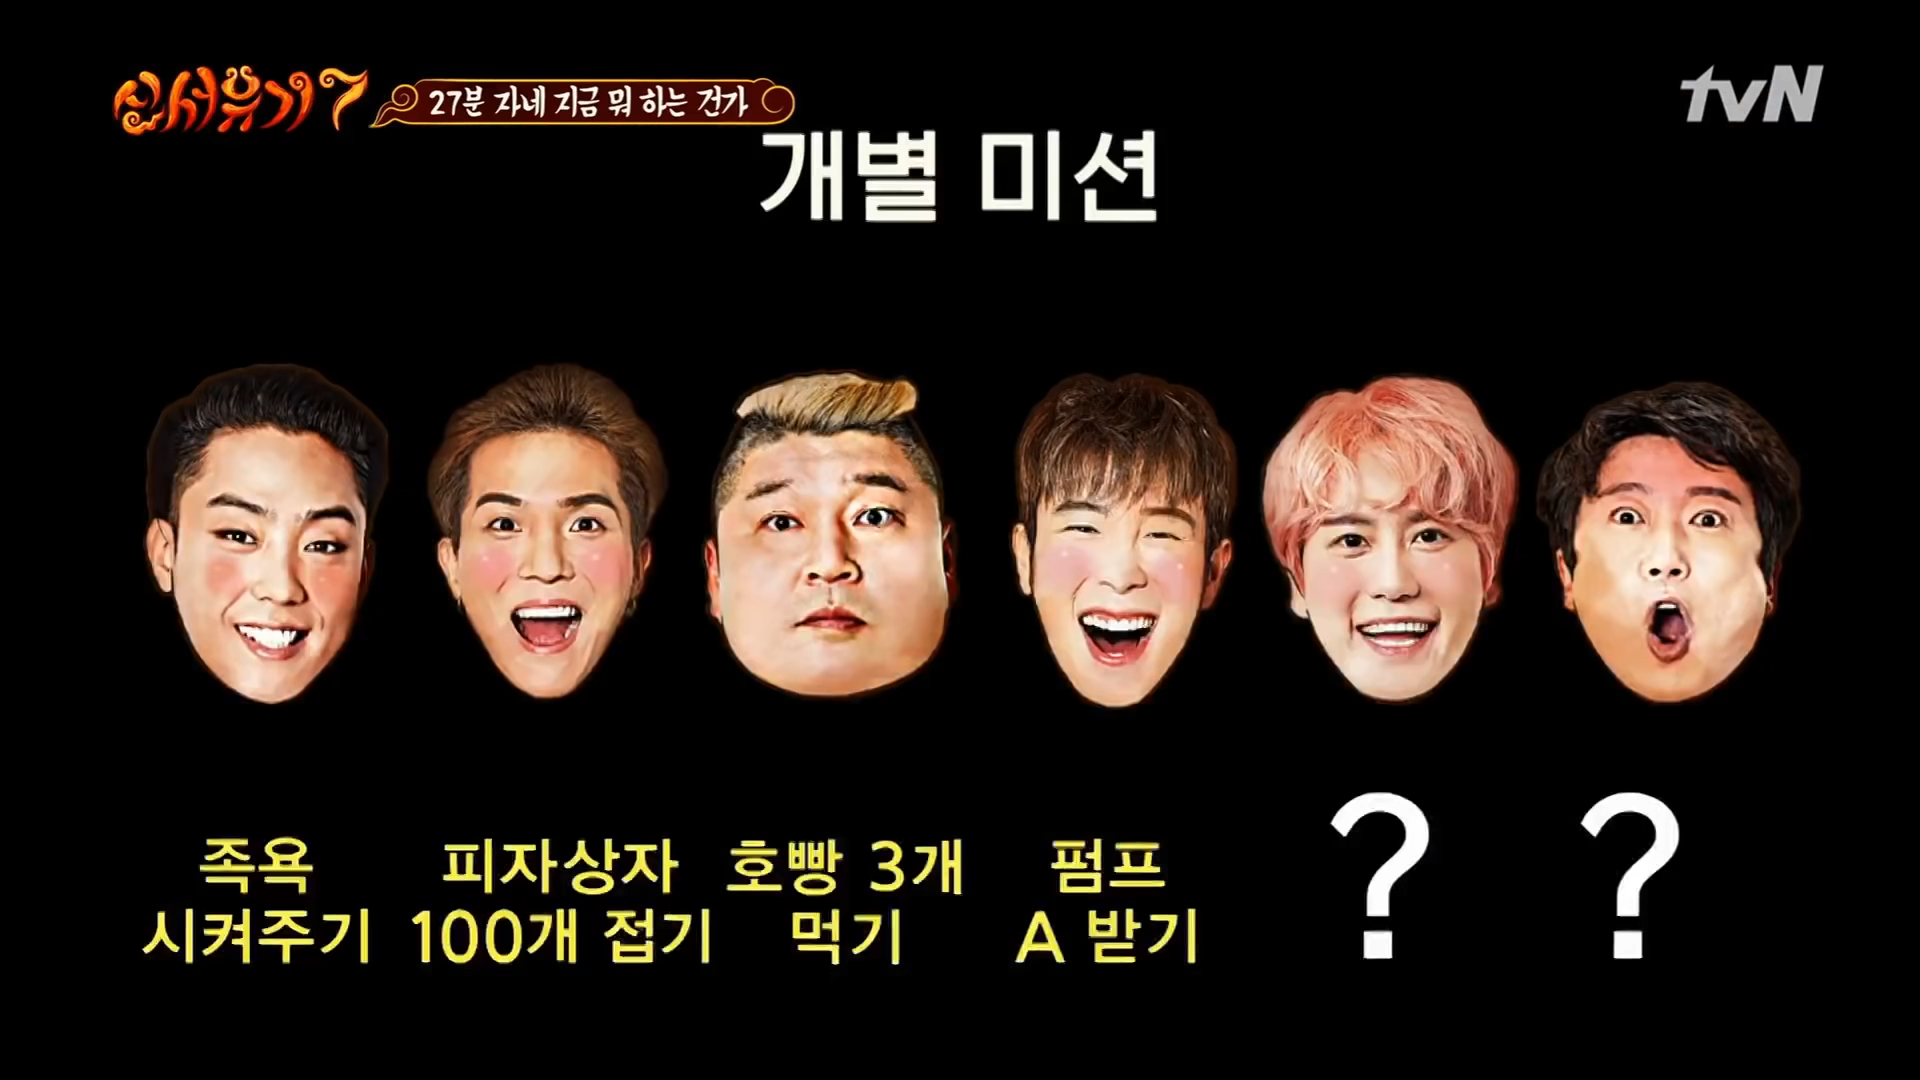 신서유기7
27분 자네 지금 뭐 하는 건가
tvN
개별 미션
족욕
시켜주기
피자상자
100개 접기
호빵 3개
먹기
펌프
A 받기
?
?